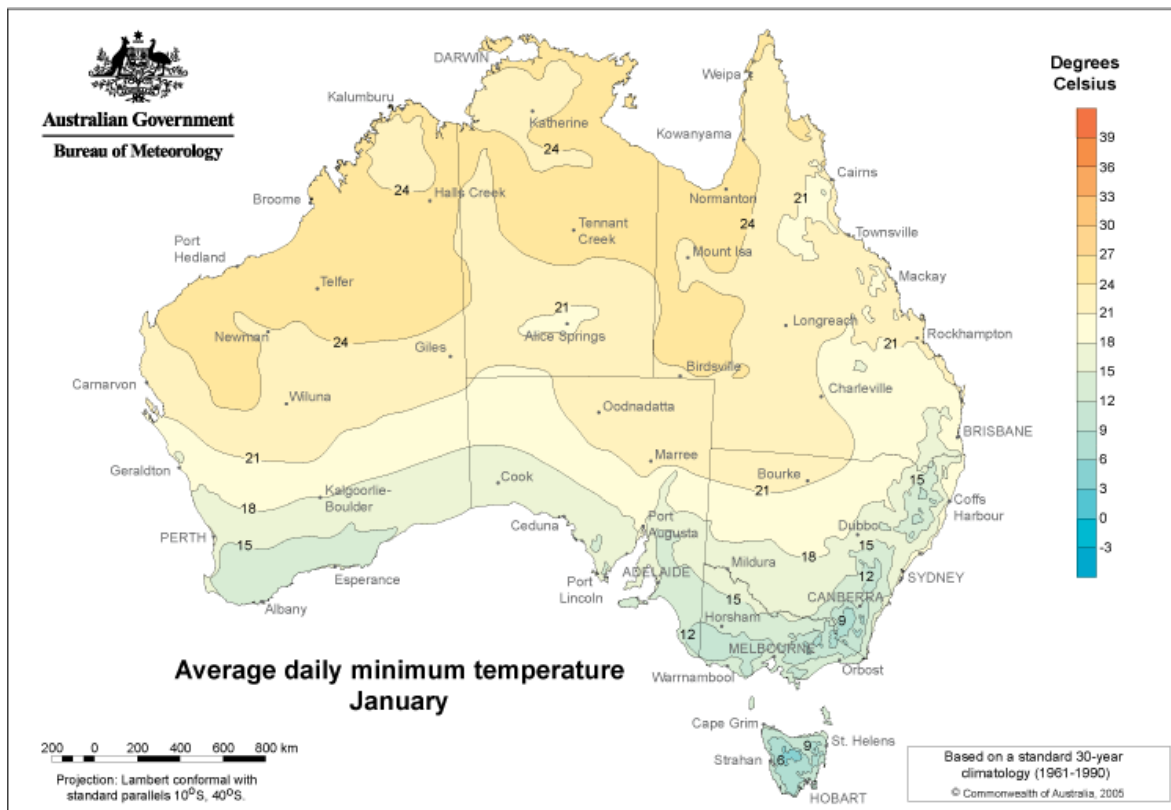 Australian Government
Bureau of Meteorology
Degrees
Celsius
39
36
33
30
27
24
21
18
15
12
9
6
3
0
-3
DARWIN
Weipa
Kalumburu
Katherine
Kowanyama
24
Cairns
24
Halls Creek
Normanton
21
Broome
24
Townsville
Tennant
Creek
Port
Hedland
Mount Isa
Mackay
Telfer
21
Longreach
Rockhampton
Newman
24
Alice Springs
21
Giles
Birdsville
Carnarvon
Charleville
Wiluna
Oodnadatta
BRISBANE
21
Marree
Geraldton
Bourke
15
Cook
21
Kalgoorlie-
Boulder
18
Coffs
Harbour
Ceduna
Port
Augusta
Dubbo
PERTH
15
15
18
Mildura
12
Esperance
ADELAIDE
SYDNEY
Port
Lincoln
15
CANBERRA
Albany
Horsham
9
12
MELBOURNE
Orbost
Warrnambool
Average daily minimum temperature
January
Cape Grim
St. Helens
9
Strahan
6
HOBART
200 0 200 400 600 800 km
Projection: Lambert conformal with
standard parallels 10°S, 40°S.
Based on a standard 30-year
climatology (1961-1990)
© Commonwealth of Australia, 2005